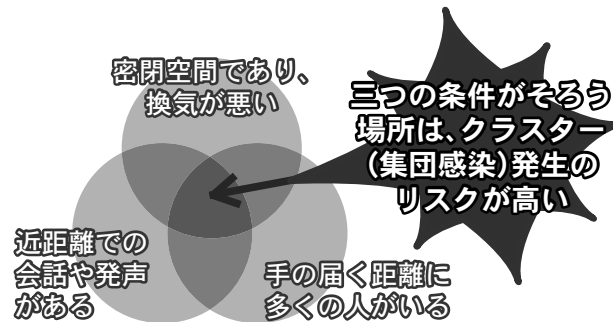 密閉空間であり、
換気が悪い
三つの条件がそろう
場所は、クラスター
（集団感染）発生の
リスクが高い
近距離での
会話や発声
がある
手の届く距離に
多くの人がいる